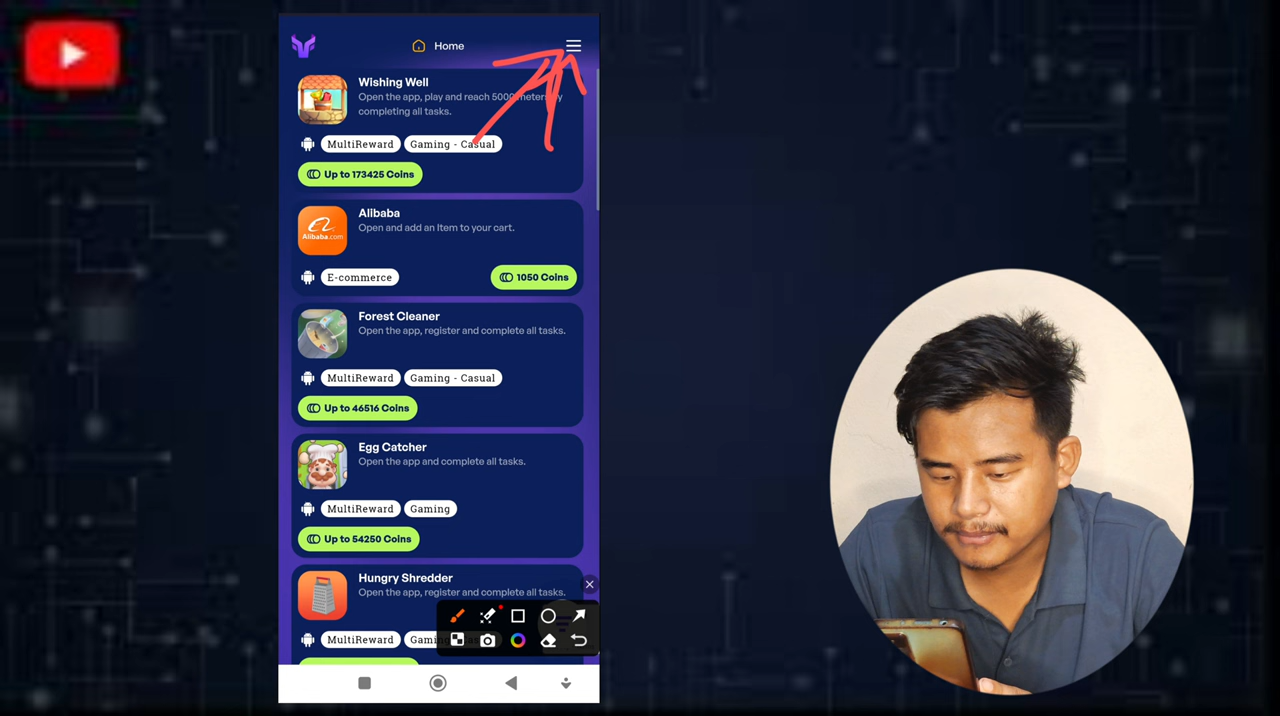 Home
Wishing Well
Open the app, play and reach 5000 meters by
completing all tasks.
MultiReward
Gaming - Casual
Up to 173425 Coins
Alibaba
Open and add an Item to your cart.
Alibaba.com
E-commerce
1050 Coins
Forest Cleaner
Open the app, register and complete all tasks.
MultiReward
Gaming - Casual
Up to 46516 Coins
Egg Catcher
Open the app and complete all tasks.
MultiReward
Gaming
Up to 54250 Coins
Hungry Shredder
Open the app, register and complete all tasks.
MultiReward